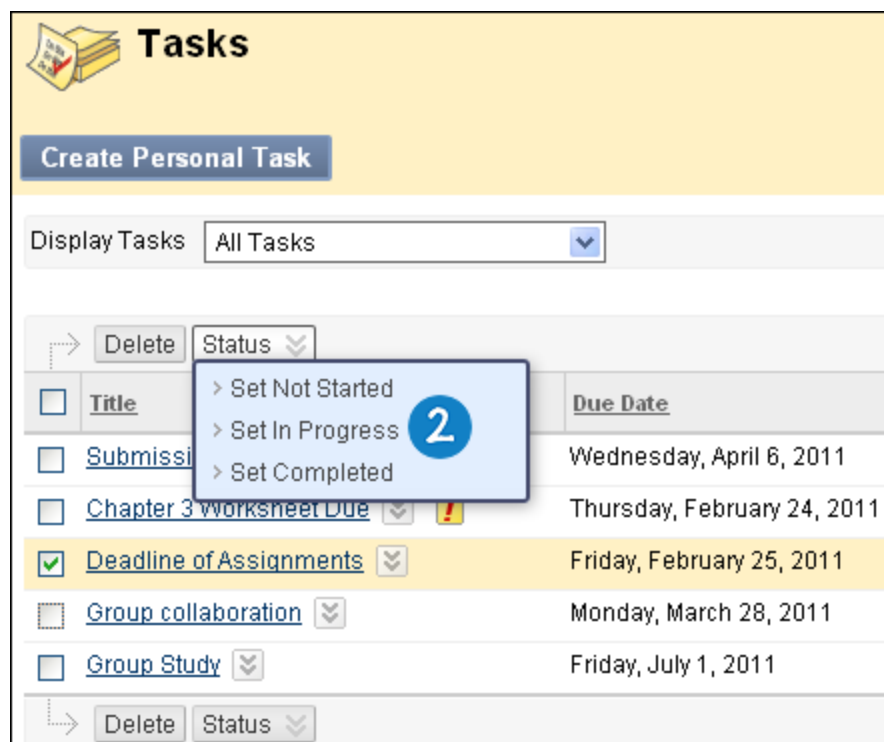 Tasks
Create Personal Task
Display Tasks All Tasks
Delete Status
> Set Not Started
Title Due Date
> Set In Progress 2
Wednesday, April 6, 2011
> Set Completed
Chapter 3 Worksheet Due ! Thursday, February 24, 2011
Deadline of Assignments Friday, February 25, 2011
Group collaboration Monday, March 28, 2011
Group Study Friday, July 1, 2011
Delete Status